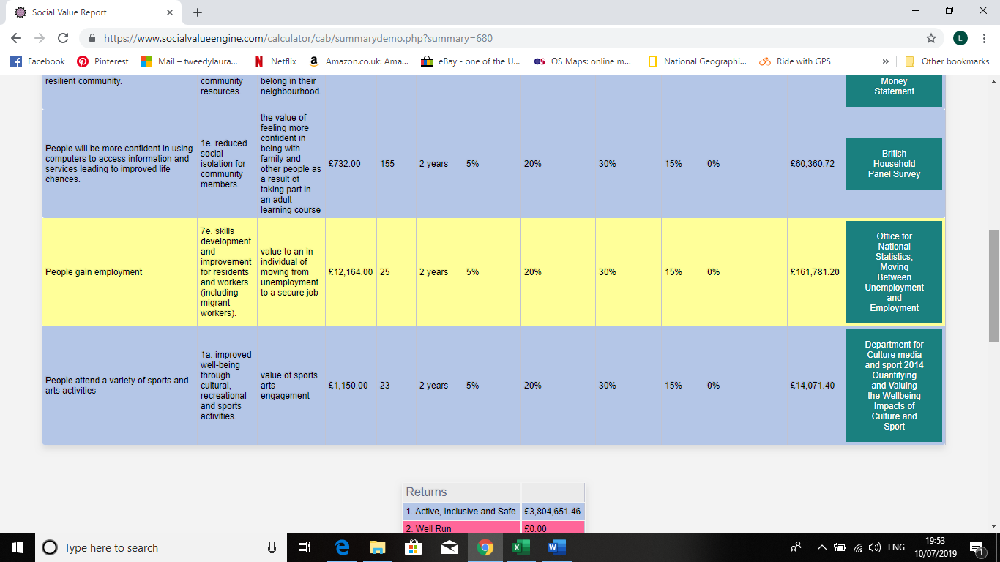 Social Value Report
https://www.socialvalueengine.com/calculator/cab/summarydemo.php?summary=680
L
Facebook
Pinterest
Mail – tweedylaura...
Netflix
Amazon.co.uk: Ama...
eBay - one of the U...
OS Maps: online m...
National Geographi...
Ride with GPS
»
Other bookmarks
resilient community.
community
resources.
belong in their
neighbourhood.
Money
Statement
People will be more confident in using
computers to access information and
services leading to improved life
chances.
1e. reduced
social
isolation for
community
members.
the value of
feeling more
confident in
being with
family and
other people as
a result of
taking part in
an adult
learning course
£732.00
155
2 years
5%
20%
30%
15%
0%
£60,360.72
British
Household
Panel Survey
People gain employment
7e. skills
development
and
improvement
for residents
and workers
(including
migrant
workers).
value to an in
individual of
moving from
unemployment
to a secure job
£12,164.00
25
2 years
5%
20%
30%
15%
0%
£161,781.20
Office for
National
Statistics,
Moving
Between
Unemployment
and
Employment
People attend a variety of sports and
arts activities
1a. improved
well-being
through
cultural,
recreational
and sports
activities.
value of sports
arts
engagement
£1,150.00
23
2 years
5%
20%
30%
15%
0%
£14,071.40
Department for
Culture media
and sport 2014
Quantifying
and Valuing
the Wellbeing
Impacts of
Culture and
Sport
Returns
1. Active, Inclusive and Safe £3,804,651.46
2. Well Run £0.00
Type here to search
ENG
19:53
10/07/2019
1